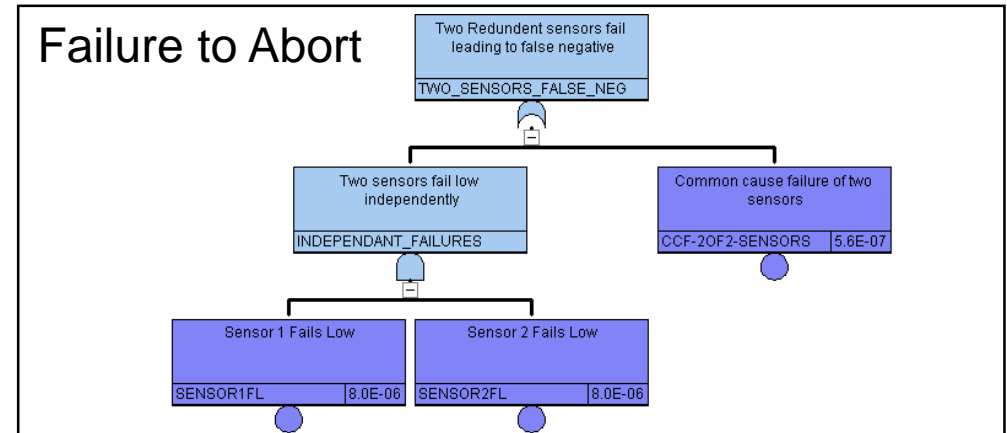 Failure to Abort
Two Redundent sensors fail
leading to false negative
TWO_SENSORS_FALSE_NEG
Two sensors fail low
independently
INDEPENDANT_FAILURES
Common cause failure of two
sensors
CCF-2OF2-SENSORS 5.6E-07
Sensor 1 Fails Low
SENSOR1FL 8.0E-06
Sensor 2 Fails Low
SENSOR2FL 8.0E-06